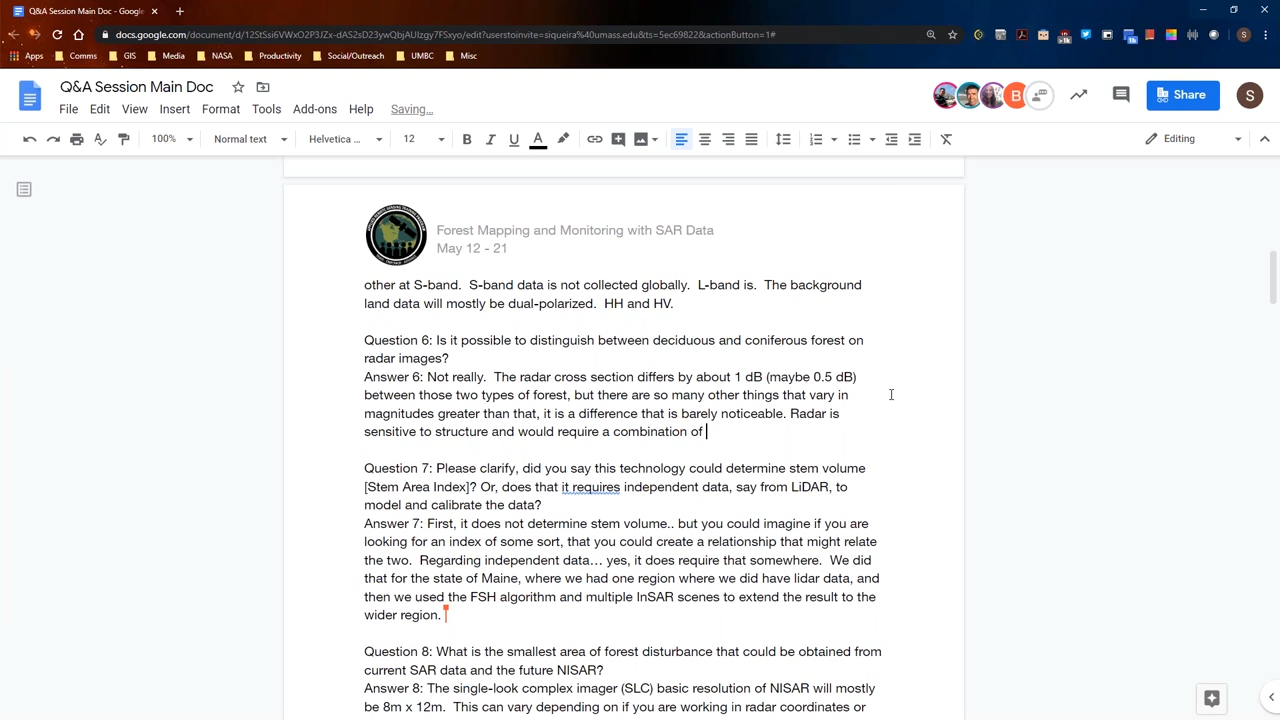 Q&A Session Main Doc - Google
docs.google.com/document/d/12StSsi6VWxO2P3JZx-dAS2sD23ywQbjAUIzgy7FSxyo/edit?userstoinvite=siqueira%40umass.edu&ts=5ec69822&actionButton=1#
S
Apps Comms GIS Media NASA Productivity Social/Outreach UMBC Misc
Q&A Session Main Doc
B
Share
S
File Edit View Insert Format Tools Add-ons Help Saving...
100% Normal text Helvetica ... 12 B I U A Editing
Forest Mapping and Monitoring with SAR Data
May 12 - 21
other at S-band. S-band data is not collected globally. L-band is. The background
land data will mostly be dual-polarized. HH and HV.
Question 6: Is it possible to distinguish between deciduous and coniferous forest on
radar images?
Answer 6: Not really. The radar cross section differs by about 1 dB (maybe 0.5 dB)
between those two types of forest, but there are so many other things that vary in
magnitudes greater than that, it is a difference that is barely noticeable. Radar is
sensitive to structure and would require a combination of
Question 7: Please clarify, did you say this technology could determine stem volume
[Stem Area Index]? Or, does that it requires independent data, say from LiDAR, to
model and calibrate the data?
Answer 7: First, it does not determine stem volume.. but you could imagine if you are
looking for an index of some sort, that you could create a relationship that might relate
the two. Regarding independent data… yes, it does require that somewhere. We did
that for the state of Maine, where we had one region where we did have lidar data, and
then we used the FSH algorithm and multiple InSAR scenes to extend the result to the
wider region.
Question 8: What is the smallest area of forest disturbance that could be obtained from
current SAR data and the future NISAR?
Answer 8: The single-look complex imager (SLC) basic resolution of NISAR will mostly
be 8m x 12m. This can vary depending on if you are working in radar coordinates or